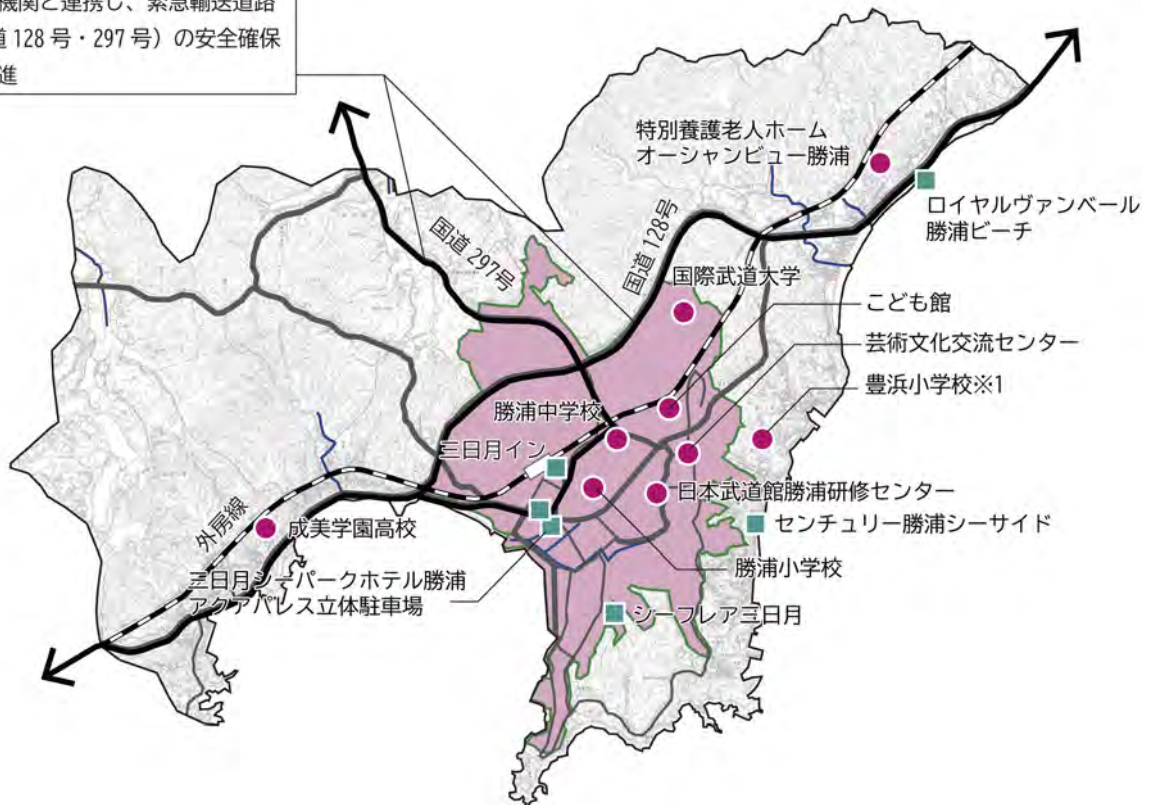 機関と連携し、緊急輸送道路
道128号・297号）の安全確保
進
特別養護老人ホーム
オーシャンビュー勝浦
ロイヤルヴァンベール
勝浦ビーチ
国道297号
国道128号
国際武道大学
こども館
芸術文化交流センター
豊浜小学校※1
勝浦中学校
三日月イン
日本武道館勝浦研修センター
センチュリー勝浦シーサイド
外房線
成美学園高校
勝浦小学校
三日月シーパークホテル勝浦
アクアパレス立体駐車場
シーフレア三日月